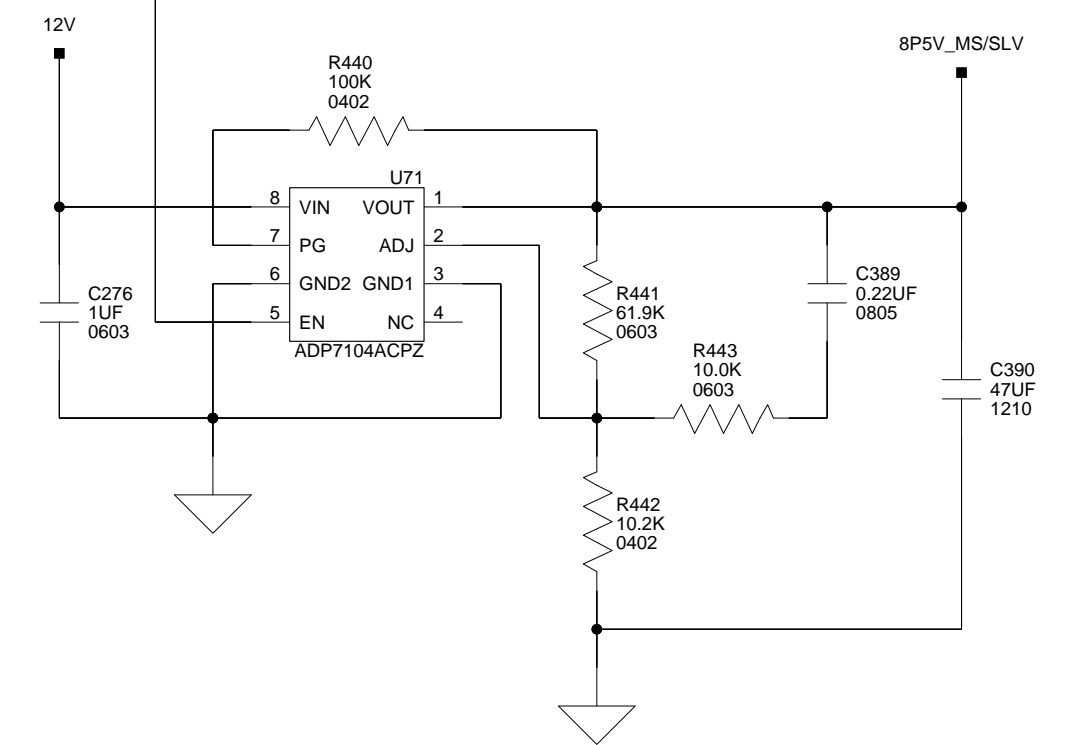 12V
8P5V_MS/SLV
R440
100K
0402
U71
8 VIN VOUT 1
7 PG ADJ 2
6 GND2 GND1 3
5 EN NC 4
ADP7104ACPZ
C276
1UF
0603
R441
61.9K
0603
C389
0.22UF
0805
R443
10.0K
0603
C390
47UF
1210
R442
10.2K
0402